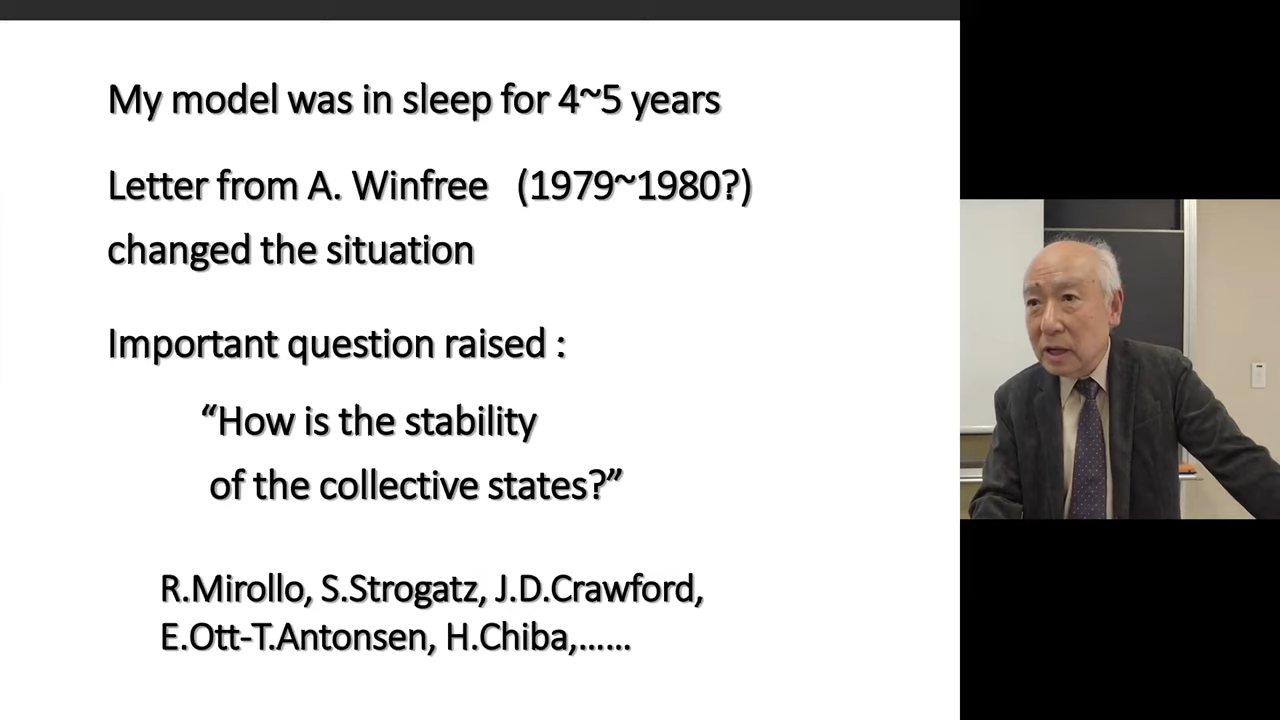 My model was in sleep for 4~5 years
Letter from A. Winfree (1979~1980?)
changed the situation
Important question raised :
“How is the stability
of the collective states?”
R.Mirollo, S.Strogatz, J.D.Crawford,
E.Ott-T.Antonsen, H.Chiba,......